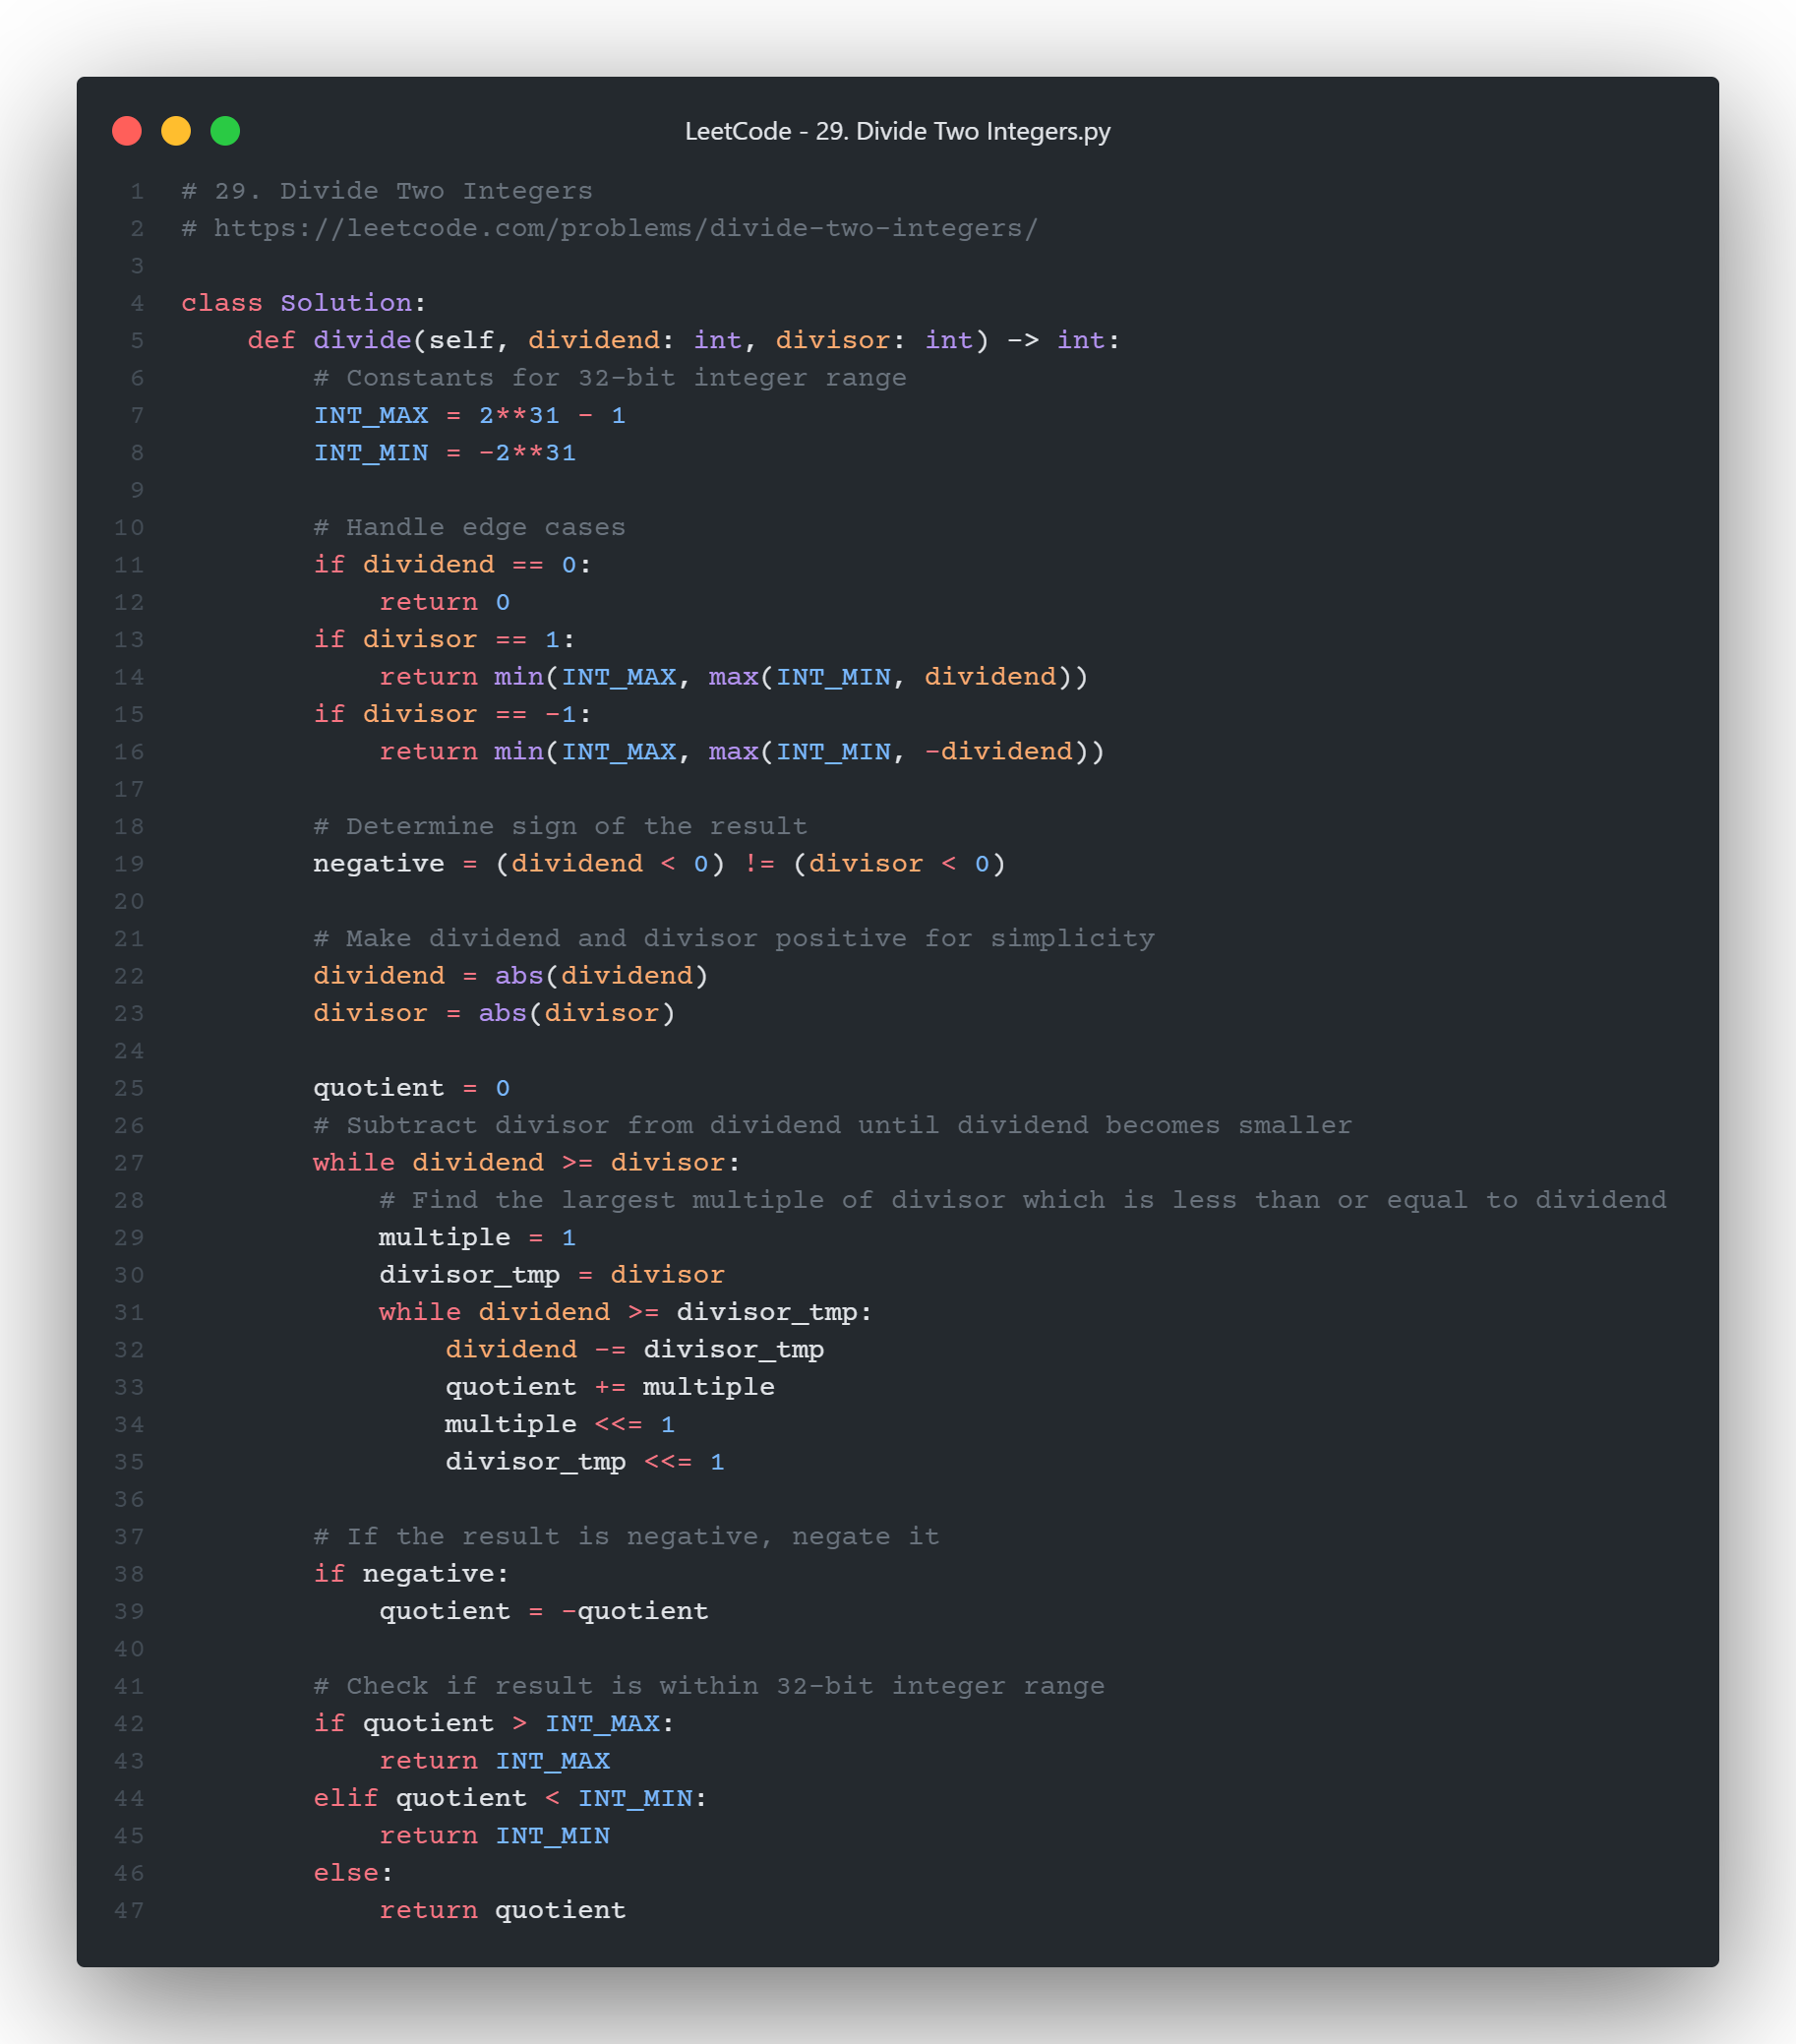 LeetCode - 29. Divide Two Integers.py
1 # 29. Divide Two Integers
2 # https://leetcode.com/problems/divide-two-integers/
3
4 class Solution:
5     def divide(self, dividend: int, divisor: int) -> int:
6         # Constants for 32-bit integer range
7         INT_MAX = 2**31 - 1
8         INT_MIN = -2**31
9
10         # Handle edge cases
11         if dividend == 0:
12             return 0
13         if divisor == 1:
14             return min(INT_MAX, max(INT_MIN, dividend))
15         if divisor == -1:
16             return min(INT_MAX, max(INT_MIN, -dividend))
17
18         # Determine sign of the result
19         negative = (dividend < 0) != (divisor < 0)
20
21         # Make dividend and divisor positive for simplicity
22         dividend = abs(dividend)
23         divisor = abs(divisor)
24
25         quotient = 0
26         # Subtract divisor from dividend until dividend becomes smaller
27         while dividend >= divisor:
28             # Find the largest multiple of divisor which is less than or equal to dividend
29             multiple = 1
30             divisor_tmp = divisor
31             while dividend >= divisor_tmp:
32                 dividend -= divisor_tmp
33                 quotient += multiple
34                 multiple <<= 1
35                 divisor_tmp <<= 1
36
37         # If the result is negative, negate it
38         if negative:
39             quotient = -quotient
40
41         # Check if result is within 32-bit integer range
42         if quotient > INT_MAX:
43             return INT_MAX
44         elif quotient < INT_MIN:
45             return INT_MIN
46         else:
47             return quotient